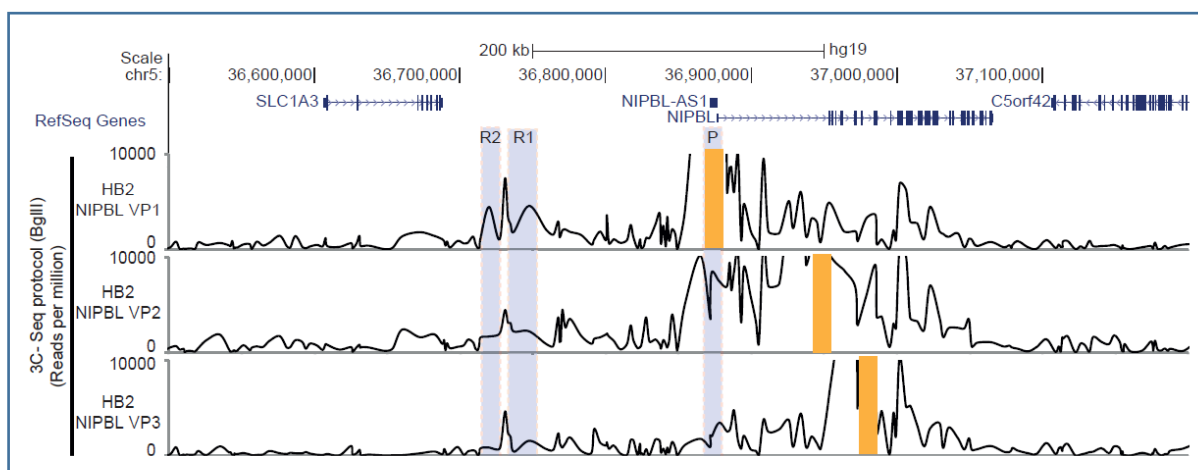 Scale 200 kb hg19
chr5: 36,600,000 36,700,000 36,800,000 36,900,000 37,000,000 37,100,000
SLC1A3 NIPBL-AS1 C5orf42
RefSeq Genes NIPBL
R2 R1 P
3C- Seq protocol (BglII)
(Reads per million)
10000
HB2
NIPBL VP1
0
10000
HB2
NIPBL VP2
0
10000
HB2
NIPBL VP3
0